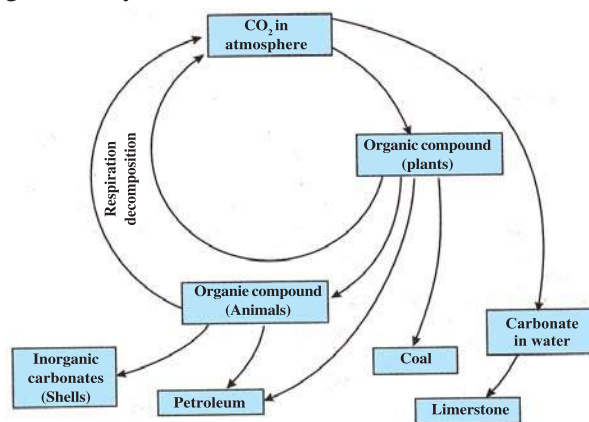 CO2 in
atmosphere
Respiration
decomposition
Organic compound
(plants)
Organie compound
(Animals)
Carbonate
in water
Inorganic
carbonates
(Shells)
Coal
Petroleum
Limerstone